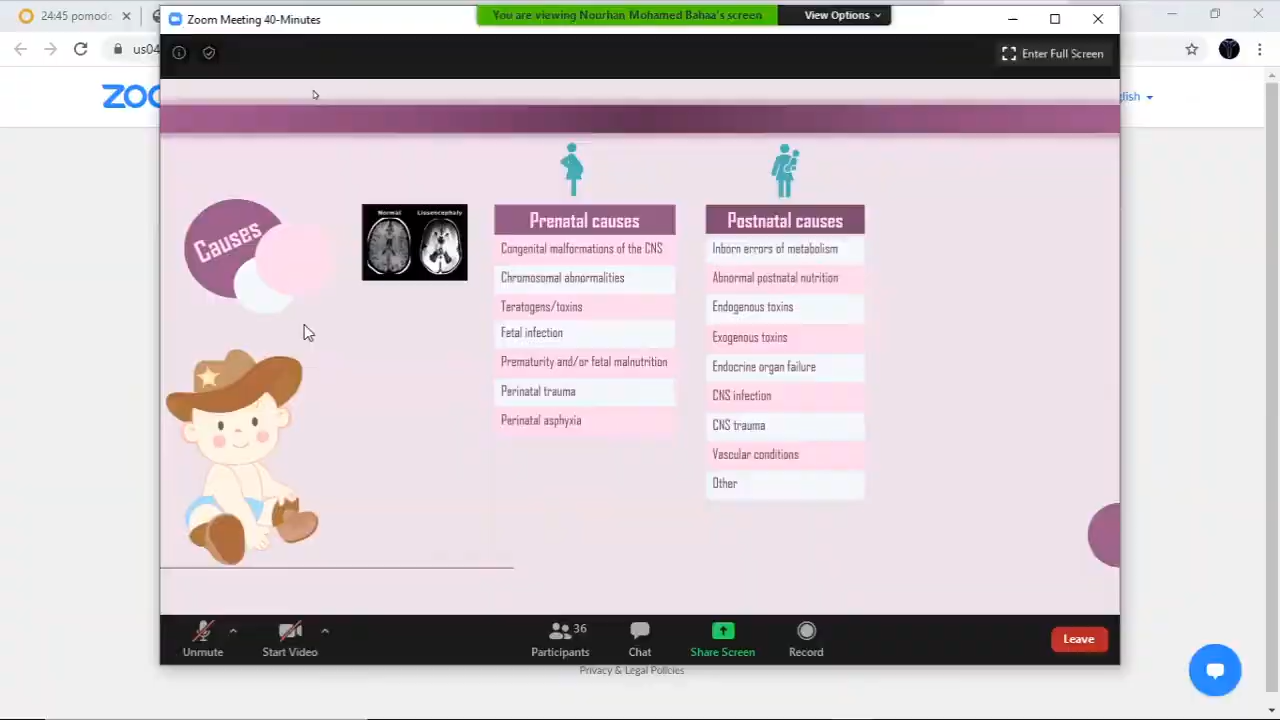 24:45 pomodo
Zoom Meeting 40-Minutes
You are viewing Nourhan Mohamed Bahaa's screen
View Options
us04
Enter Full Screen
ZOO
glish
Causes
Normal
Lissencephaly
Prenatal causes
Congenital malformations of the CNS
Chromosomal abnormalities
Teratogens/toxins
Fetal infection
Prematurity and/or fetal malnutrition
Perinatal trauma
Perinatal asphyxia
Postnatal causes
Inborn errors of metabolism
Abnormal postnatal nutrition
Endogenous toxins
Exogenous toxins
Endocrine organ failure
CNS infection
CNS trauma
Vascular conditions
Other
Unmute
Start Video
36
Participants
Chat
Share Screen
Record
Leave
Privacy & Legal Policies